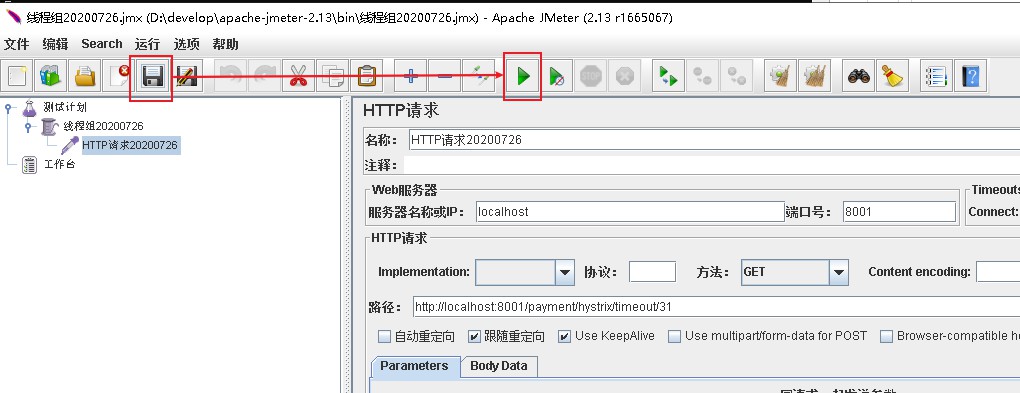 线程组20200726.jmx (D:\develop\apache-jmeter-2.13\bin\线程组20200726.jmx) - Apache JMeter (2.13 r1665067)
文件 编辑 Search 运行 选项 帮助
STOP
测试计划
线程组20200726
HTTP请求20200726
工作台
HTTP请求
名称： HTTP请求20200726
注释：
Web服务器
Timeouts
服务器名称或IP： localhost 端口号： 8001 Connect:
HTTP请求
Implementation: 协议： 方法： GET Content encoding:
路径： http://localhost:8001/payment/hystrix/timeout/31
自动重定向 跟随重定向 Use KeepAlive Use multipart/form-data for POST Browser-compatible he
Parameters Body Data